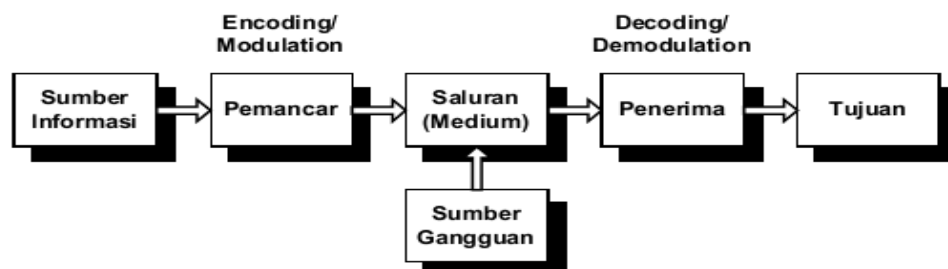 Encoding/
Modulation
Decoding/
Demodulation
Sumber
Informasi
Pemancar
Saluran
(Medium)
Penerima
Tujuan
Sumber
Gangguan